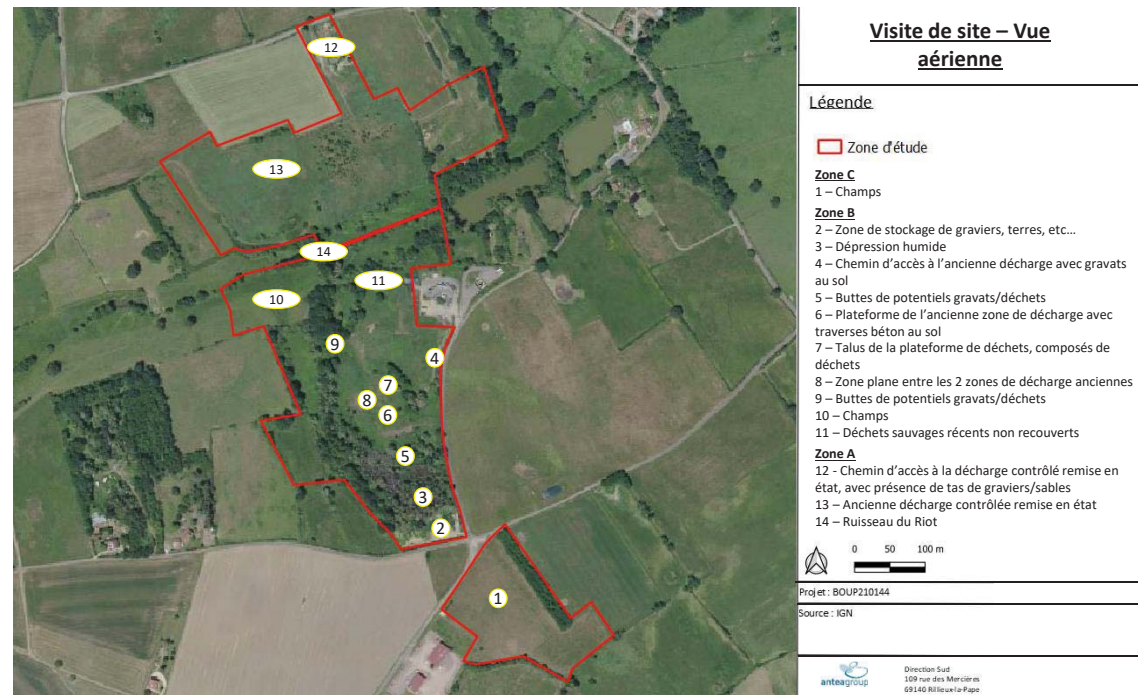 Visite de site – Vue
aérienne
Légende
Zone d'étude
Zone C
1 – Champs
Zone B
2 – Zone de stockage de graviers, terres, etc…
3 – Dépression humide
4 – Chemin d'accès à l'ancienne décharge avec gravats
au sol
5 – Buttes de potentiels gravats/déchets
6 – Plateforme de l'ancienne zone de décharge avec
traverses béton au sol
7 – Talus de la plateforme de déchets, composés de
déchets
8 – Zone plane entre les 2 zones de décharge anciennes
9 – Buttes de potentiels gravats/déchets
10 – Champs
11 – Déchets sauvages récents non recouverts
Zone A
12 - Chemin d'accès à la décharge contrôlé remise en
état, avec présence de tas de graviers/sables
13 – Ancienne décharge contrôlée remise en état
14 – Ruisseau du Riot
0 50 100 m
Projet : BOUP210144
Source : IGN
anteagroup
Direction Sud
109 rue des Mercières
69140 Rillieux-la-Pape
12
13
14
11
10
9
4
7
8
6
5
3
2
1